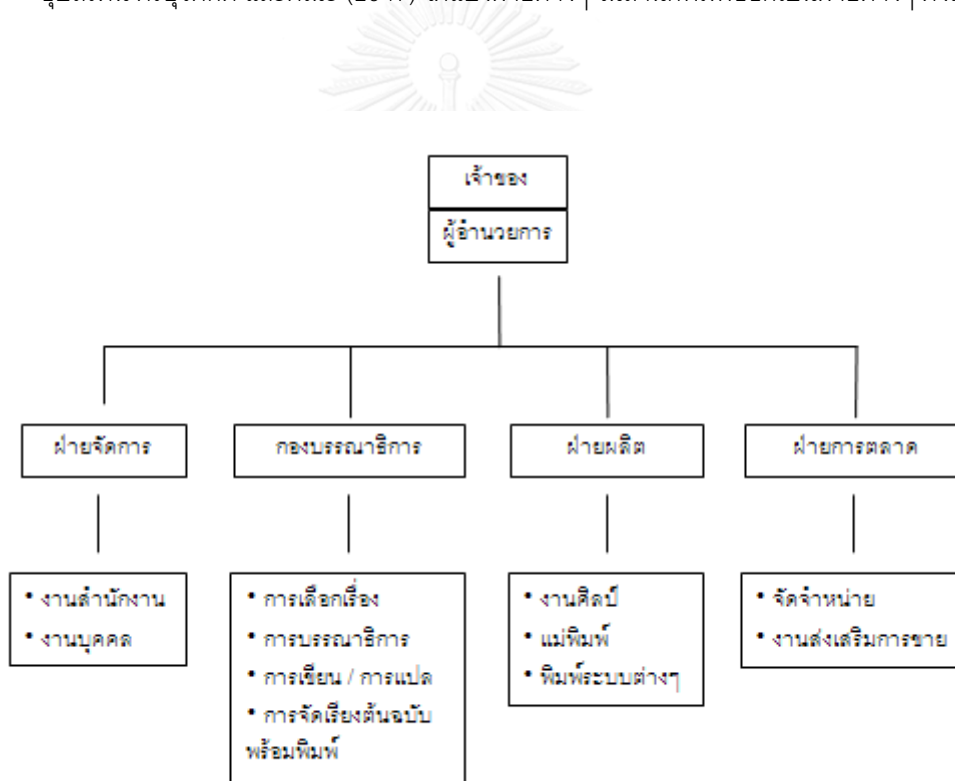 เจ้าของ
ผู้อำนวยการ
ฝ่ายจัดการ
กองบรรณาธิการ
ฝ่ายผลิต
ฝ่ายการตลาด
• งานสำนักงาน
• งานบุคคล
• การเลือกเรื่อง
• การบรรณาธิการ
• การเขียน / การแปล
• การจัดเรียงต้นฉบับ
พร้อมพิมพ์
• งานศิลป์
• แม่พิมพ์
• พิมพ์ระบบต่างๆ
• จัดจำหน่าย
• งานส่งเสริมการขาย